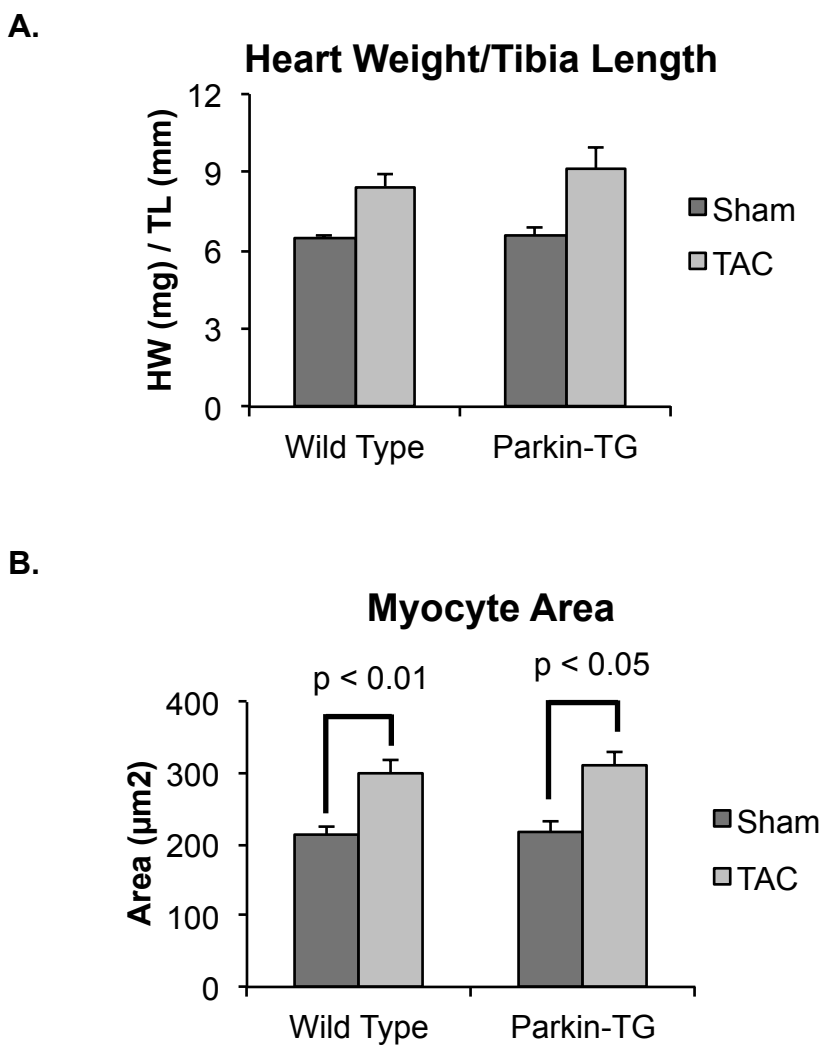 A.
Heart Weight/Tibia Length
HW (mg) / TL (mm)
12
9
6
3
0
Wild Type
Parkin-TG
Sham
TAC
B.
Myocyte Area
p < 0.01
p < 0.05
Area (µm2)
400
300
200
100
0
Wild Type
Parkin-TG
Sham
TAC